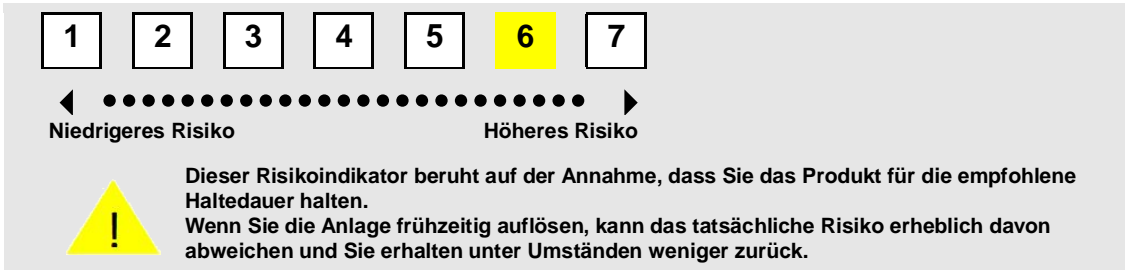 1 2 3 4 5 6 7
Niedrigeres Risiko Höheres Risiko
Dieser Risikoindikator beruht auf der Annahme, dass Sie das Produkt für die empfohlene
Haltedauer halten.
Wenn Sie die Anlage frühzeitig auflösen, kann das tatsächliche Risiko erheblich davon
abweichen und Sie erhalten unter Umständen weniger zurück.
!